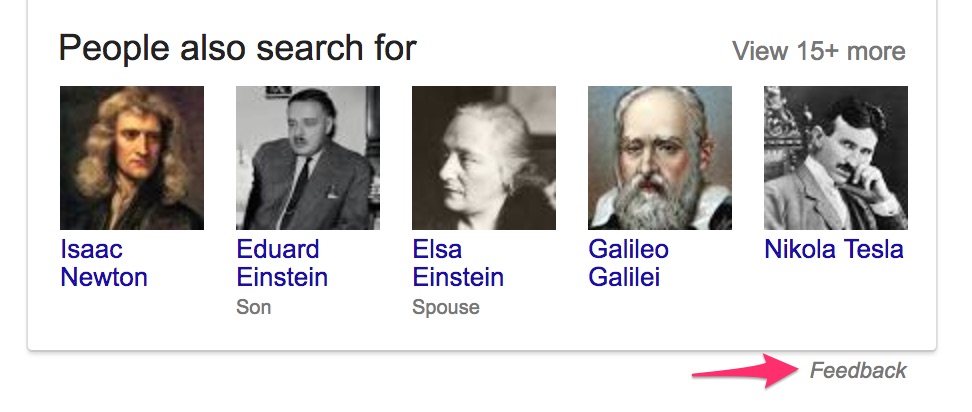 People also search for
View 15+ more
Isaac
Newton
Eduard
Einstein
Son
Elsa
Einstein
Spouse
Galileo
Galilei
Nikola Tesla
Feedback